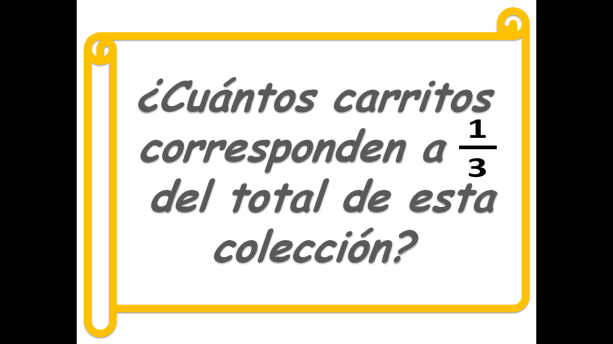 ¿Cuántos carritos
corresponden a 1/3
del total de esta
colección?